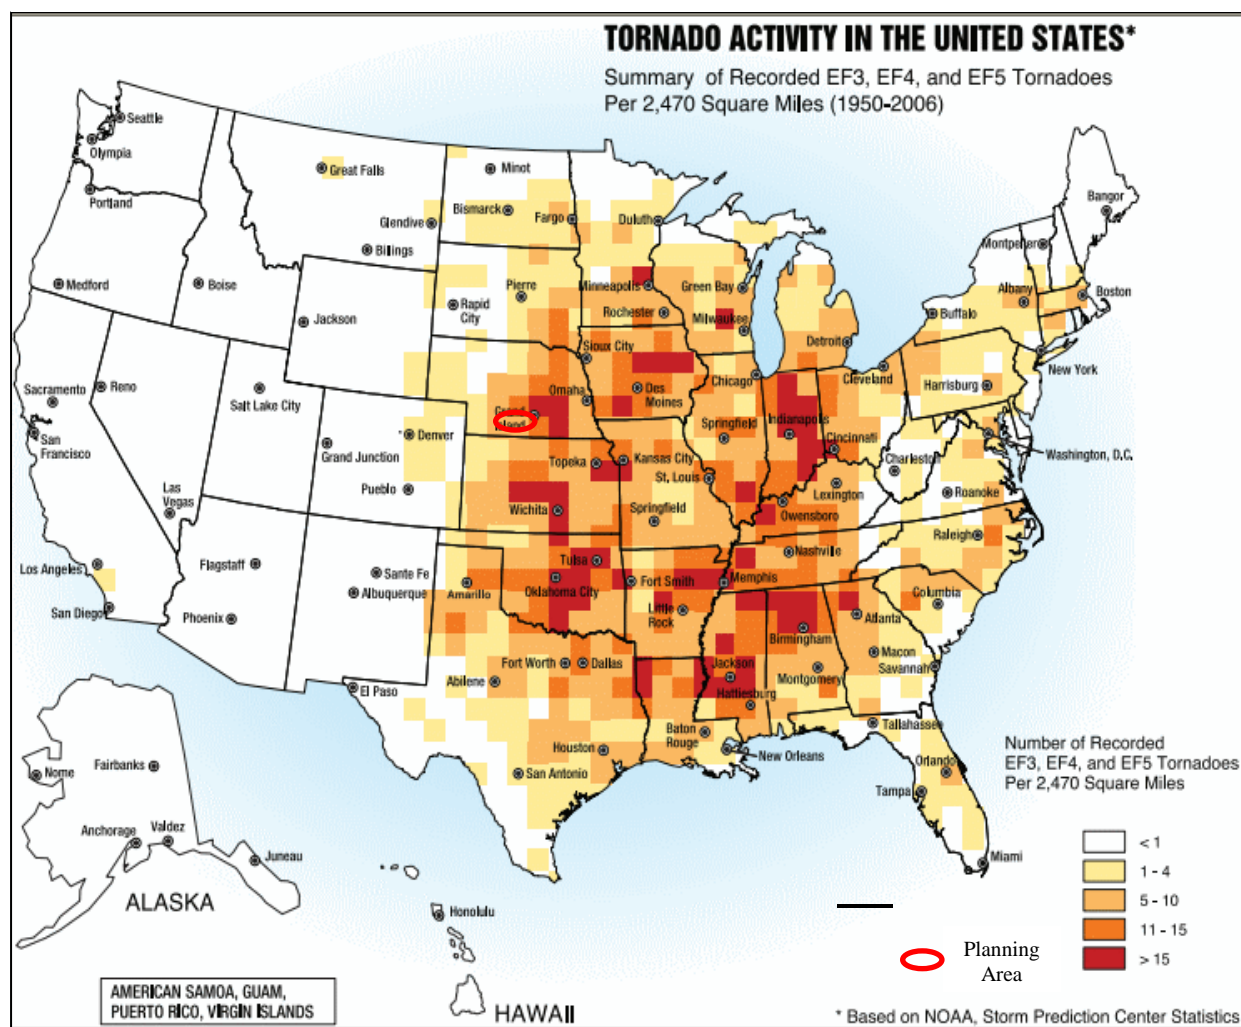 TORNADO ACTIVITY IN THE UNITED STATES*
Summary of Recorded EF3, EF4, and EF5 Tornadoes
Per 2,470 Square Miles (1950-2006)
Seattle
Olympia
Portland
Medford
Boise
Great Falls
Glendive
Billings
Jackson
Minot
Bismarck
Fargo
Duluth
Pierre
Rapid
City
Minneapolis
Rochester
Green Bay
Milwaukee
Sioux City
Omaha
Des
Moines
Chicago
Detroit
Cleveland
Buffalo
Albany
Montpelier
Bangor
Boston
New York
Harrisburg
Washington, D.C.
Sacramento
San
Francisco
Reno
Salt Lake City
Las
Vegas
Los Angeles
San Diego
Grand Junction
Denver
Pueblo
Grand
Island
Topeka
Kansas City
Wichita
St. Louis
Springfield
Springfield
Indianapolis
Cincinnati
Charleston
Lexington
Owensboro
Roanoke
Raleigh
Nashville
Flagstaff
Phoenix
Sante Fe
Albuquerque
Amarillo
Tulsa
Oklahoma City
Fort Smith
Little
Rock
Memphis
Birmingham
Atlanta
Columbia
Macon
Savannah
Montgomery
Jackson
Hattiesburg
El Paso
Abilene
Fort Worth
Dallas
Houston
San Antonio
Baton
Rouge
New Orleans
Tallahassee
Orlando
Tampa
Miami
Nome
Fairbanks
Anchorage
Valdez
Juneau
ALASKA
Honolulu
HAWAII
AMERICAN SAMOA, GUAM,
PUERTO RICO, VIRGIN ISLANDS
Number of Recorded
EF3, EF4, and EF5 Tornadoes
Per 2,470 Square Miles
< 1
1 - 4
5 - 10
11 - 15
> 15
Planning
Area
* Based on NOAA, Storm Prediction Center Statistics